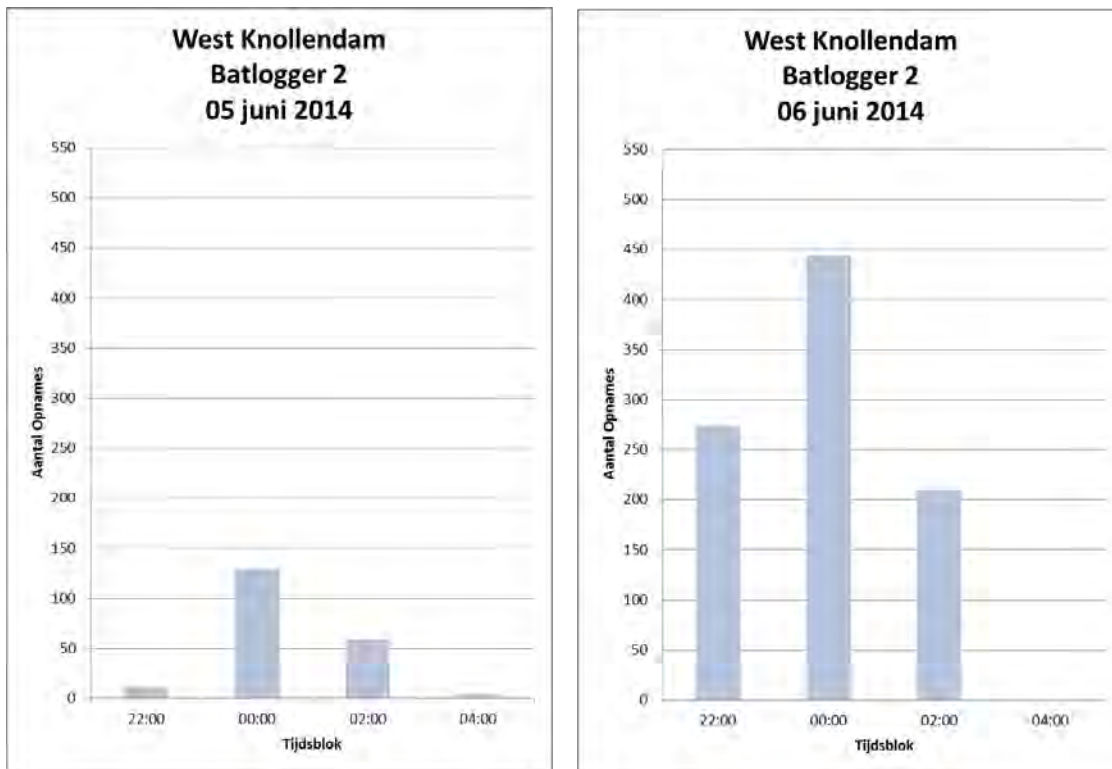 West Knollendam
Batlogger 2
05 juni 2014
550
500
450
400
350
300
250
200
150
100
50
0
Aantal Opnames
22:00 00:00 02:00 04:00
Tijdsblok
West Knollendam
Batlogger 2
06 juni 2014
550
500
450
400
350
300
250
200
150
100
50
0
Aantal Opnames
22:00 00:00 02:00 04:00
Tijdsblok